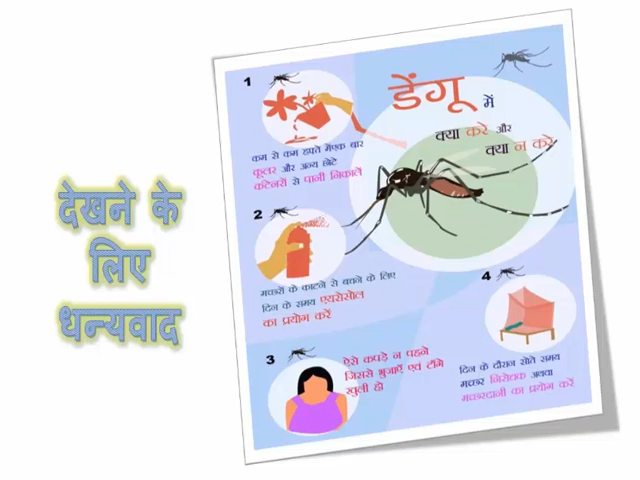 देखने के
लिए
धन्यवाद
डेंगू में
क्या करे और
क्या न करे
1
कम से कम हफ्ते मेंएक बार
कूलर और अन्य छोटे
कंटेनरों से पानी निकालें
2
मच्छरों के काटने से बचने के लिए
दिन के समय एयरोसोल
का प्रयोग करें
3
ऐसे कपड़े न पहने
जिससे भुजाएँ एवं टाँगे
खुली हो
4
दिन के दौरान सोते समय
मच्छर निरोधक अथवा
मच्छरदानी का प्रयोग करें